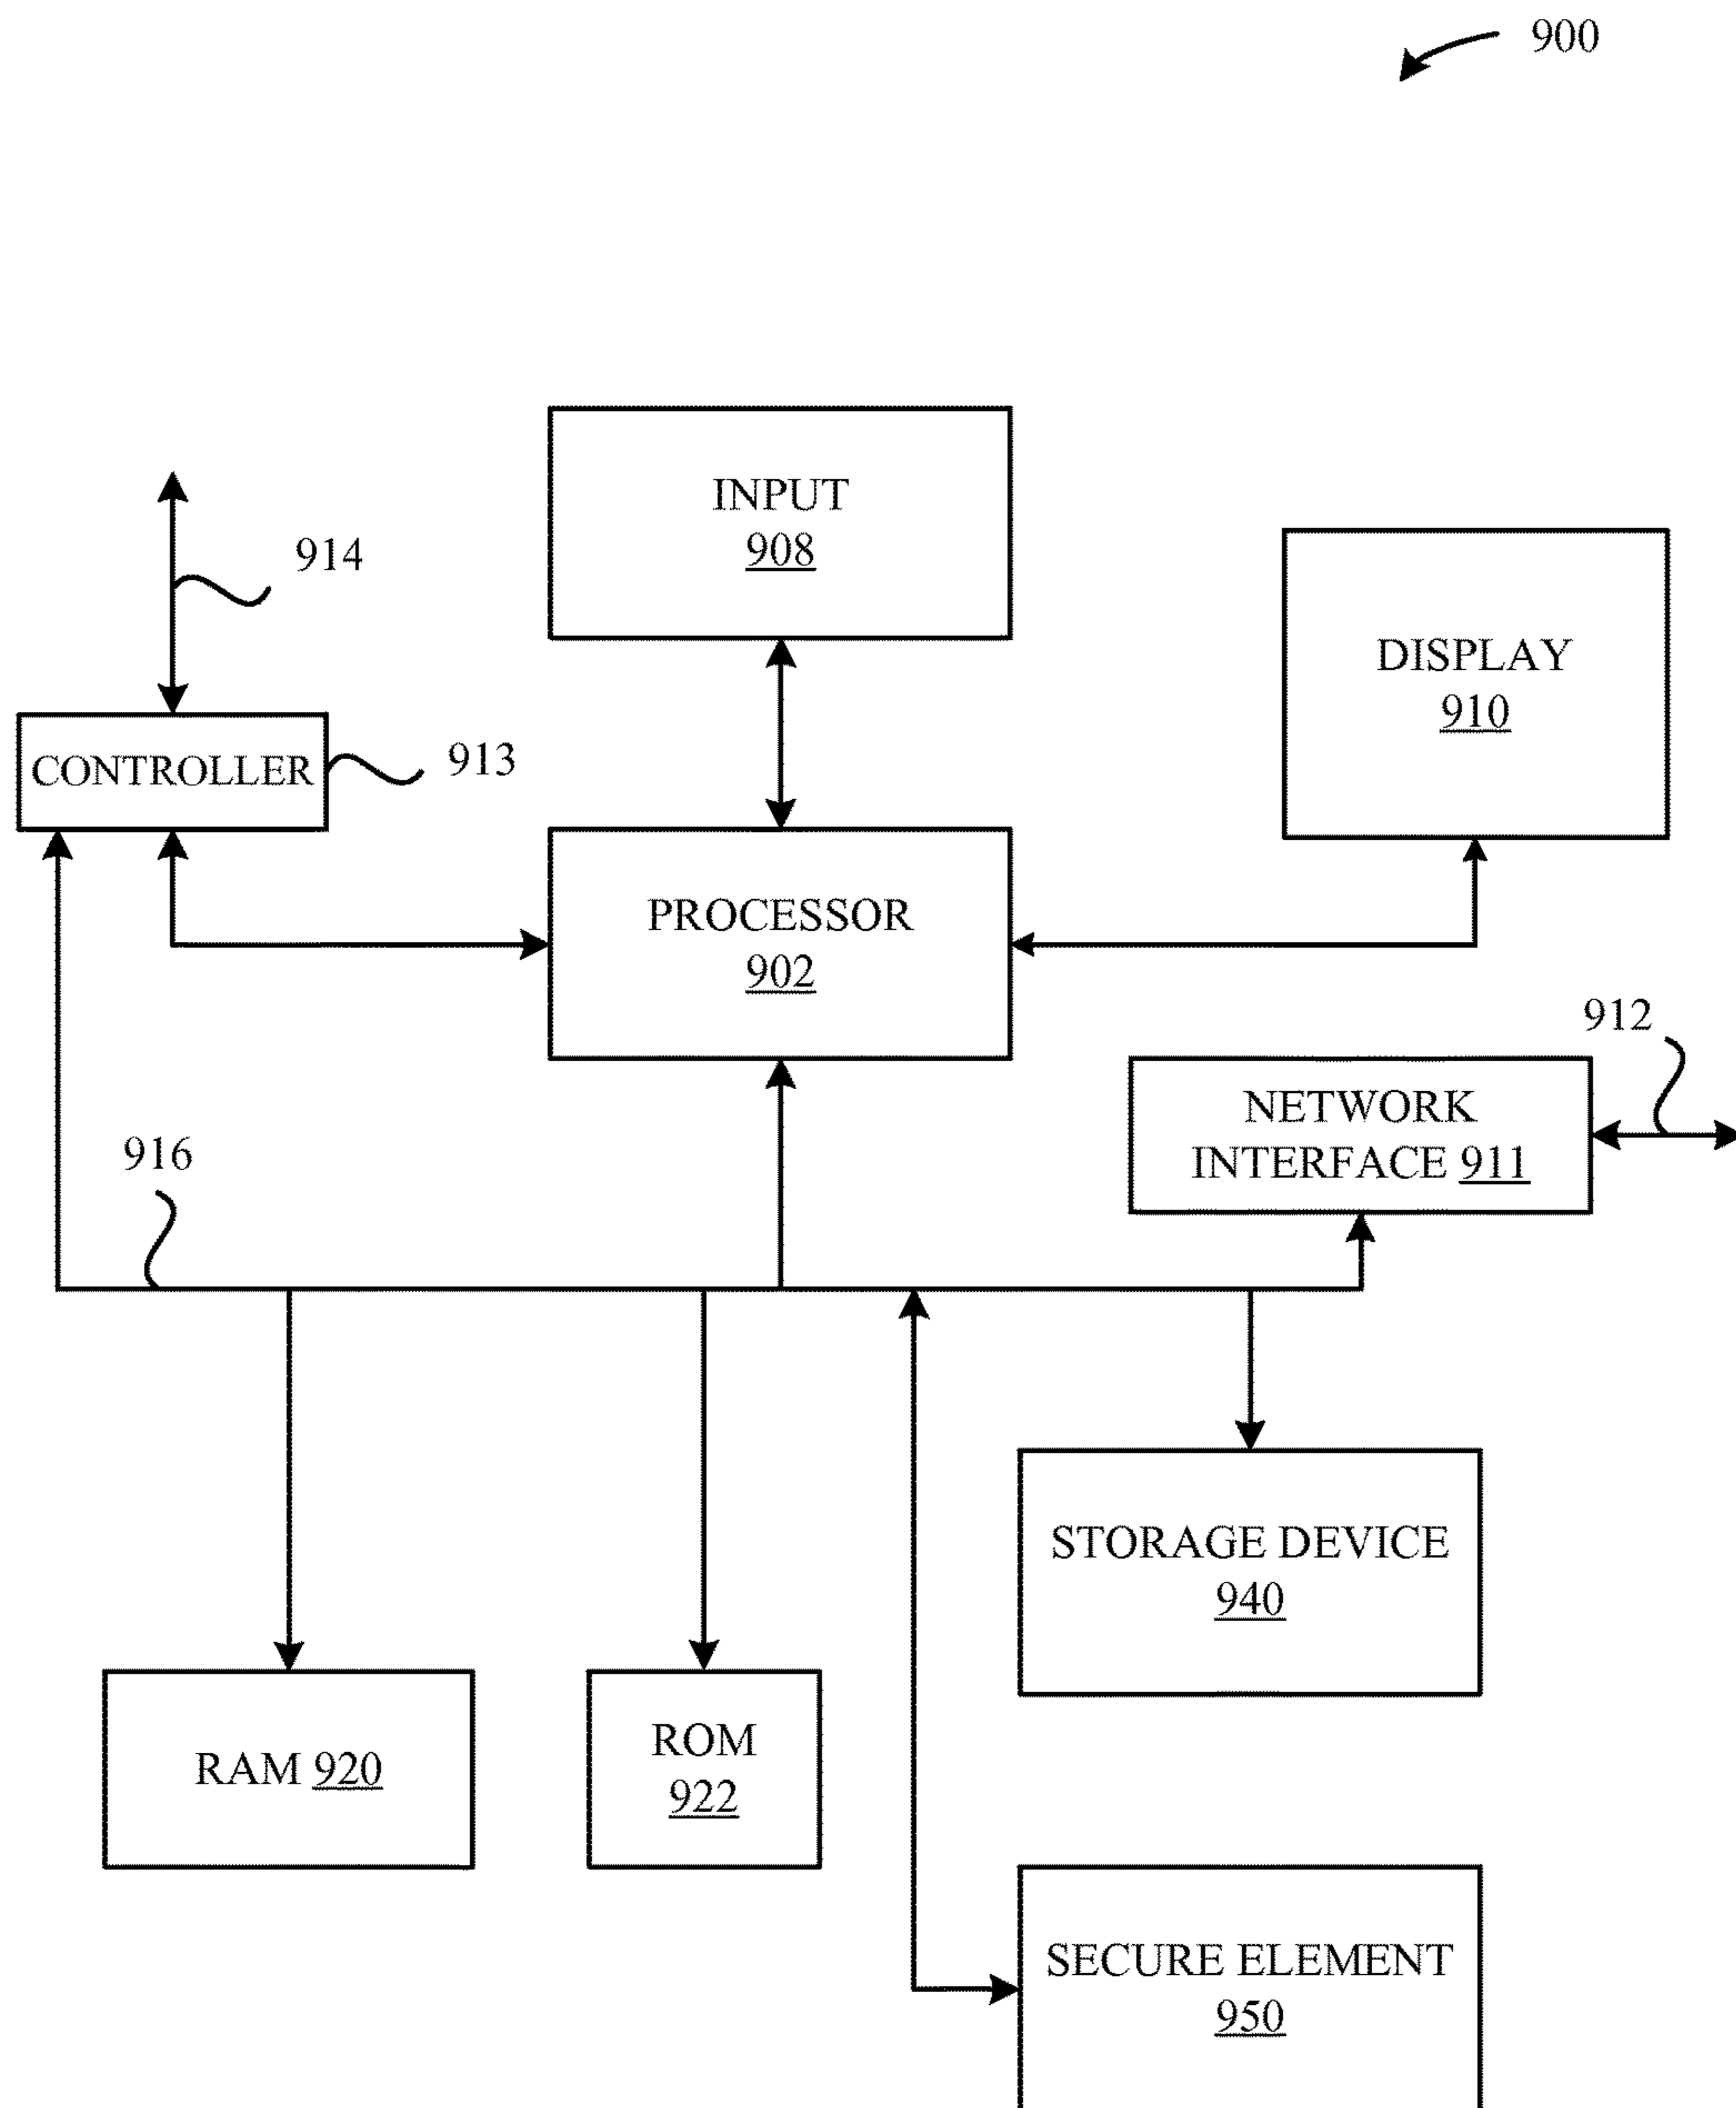 900
INPUT
908
914
DISPLAY
910
CONTROLLER
913
PROCESSOR
902
912
NETWORK
INTERFACE 911
916
STORAGE DEVICE
940
RAM 920
ROM
922
SECURE ELEMENT
950